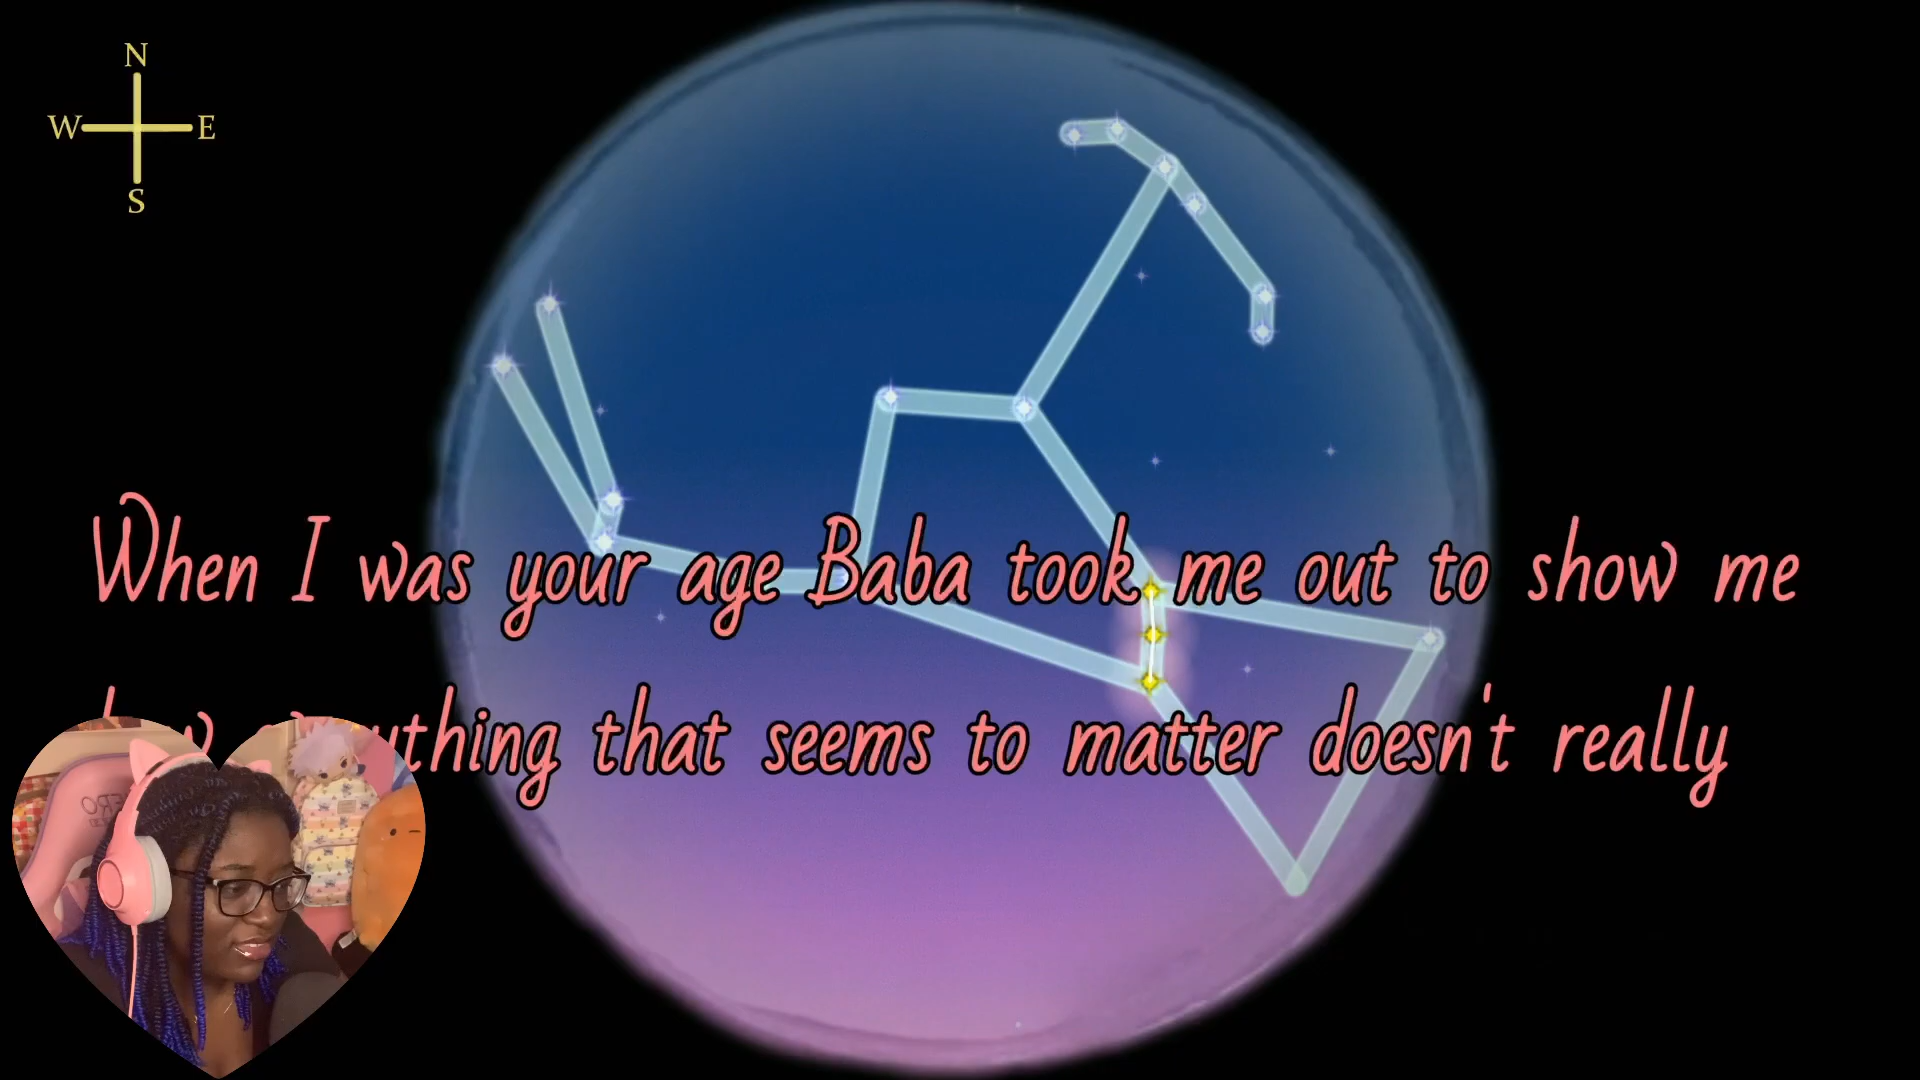 N
W E
S
When I was your age Baba took me out to show me
that seems to matter doesn't really